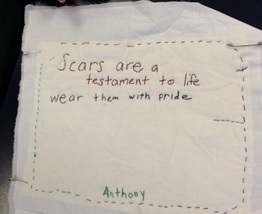 Scars are a
testament to life
wear them with pride
Anthony